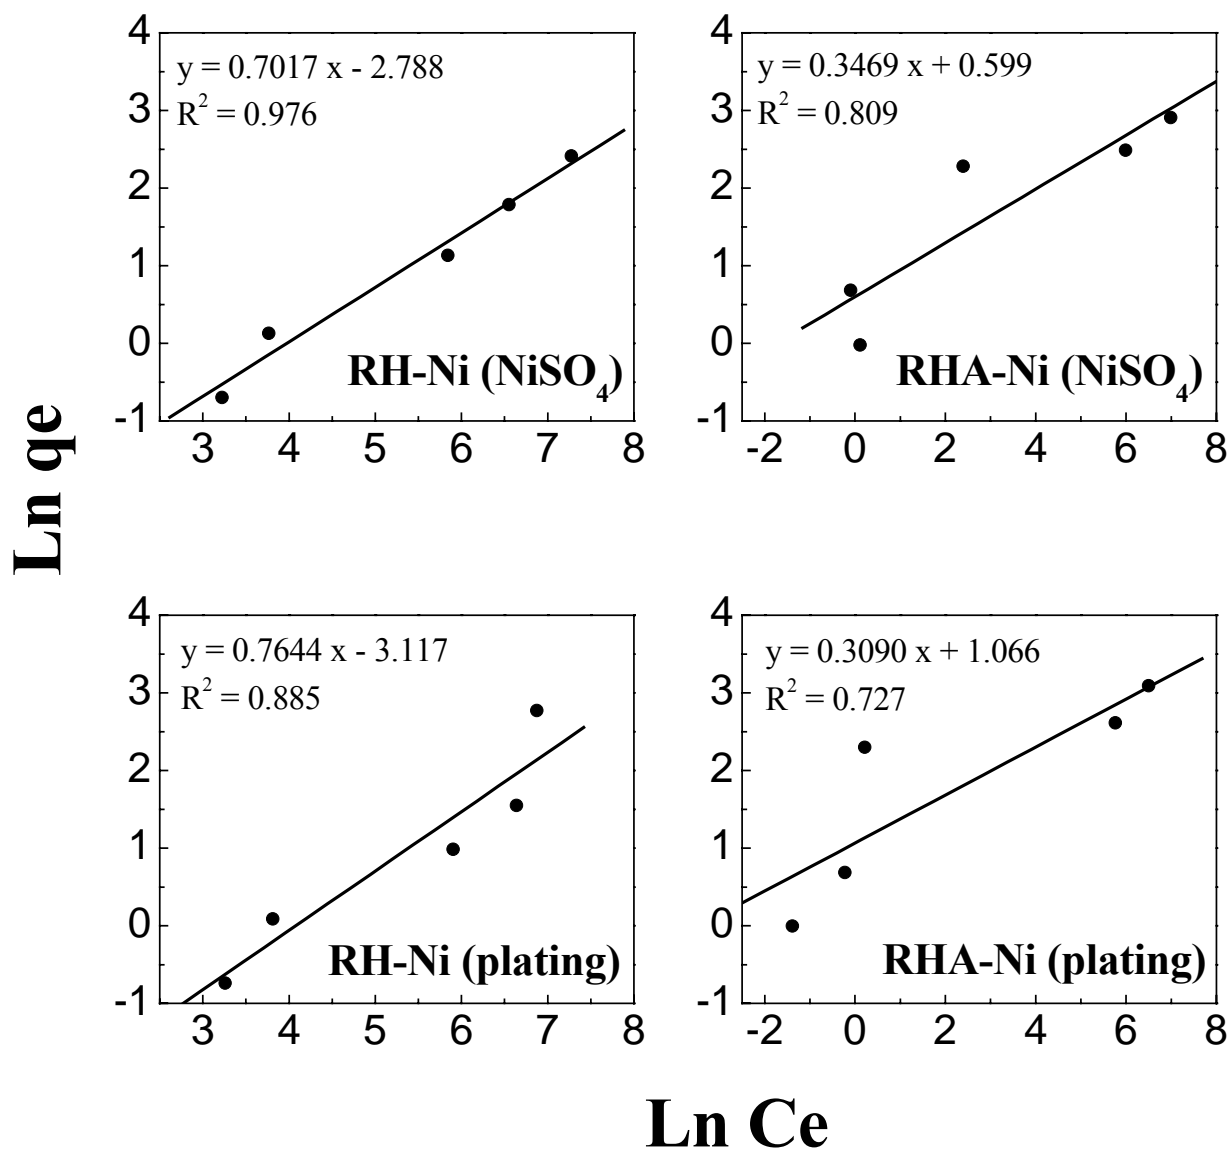 4
3
2
1
0
-1
y = 0.7017 x - 2.788
R² = 0.976
RH-Ni (NiSO₄)
3 4 5 6 7 8
4
3
2
1
0
-1
y = 0.3469 x + 0.599
R² = 0.809
RHA-Ni (NiSO₄)
-2 0 2 4 6 8
Ln qe
4
3
2
1
0
-1
y = 0.7644 x - 3.117
R² = 0.885
RH-Ni (plating)
3 4 5 6 7 8
4
3
2
1
0
-1
y = 0.3090 x + 1.066
R² = 0.727
RHA-Ni (plating)
-2 0 2 4 6 8
Ln Ce